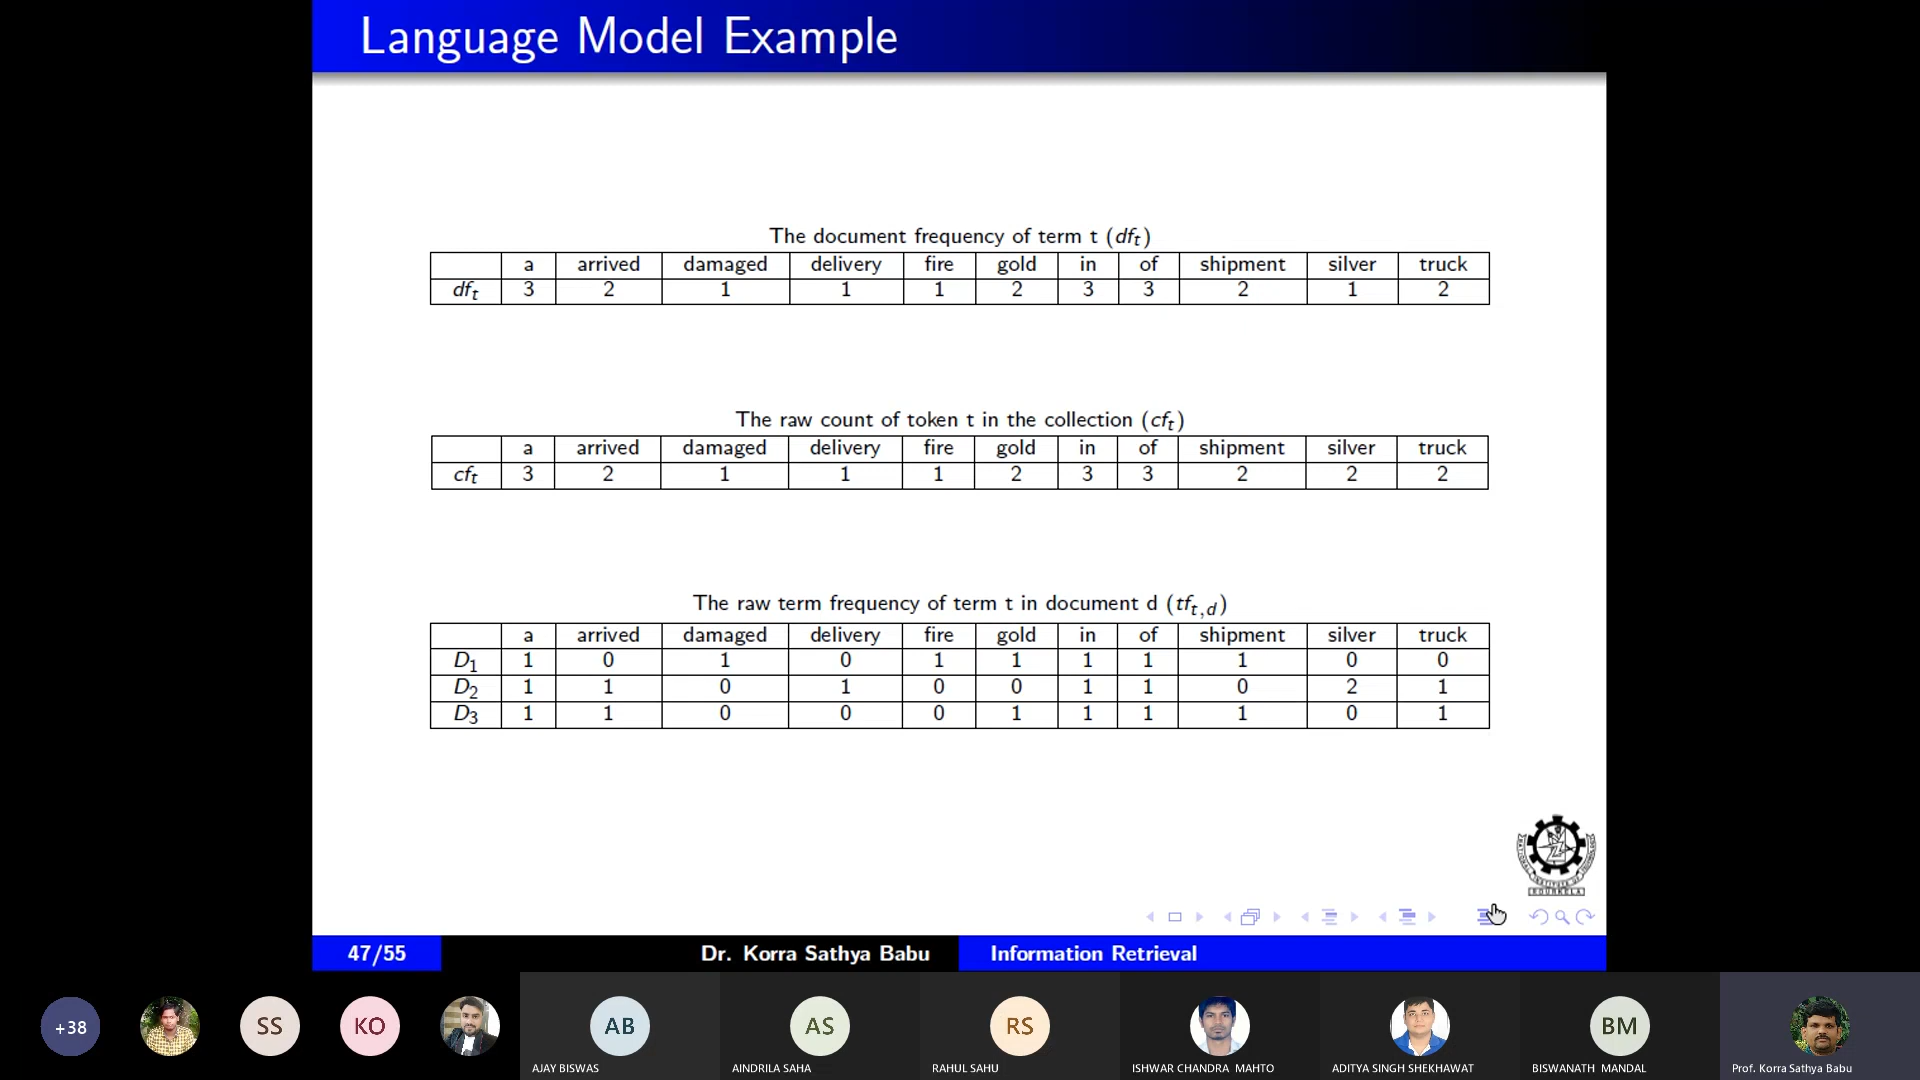 Language Model Example
The document frequency of term t (dft)
a arrived damaged delivery fire gold in of shipment silver truck
dft 3 2 1 1 1 2 3 3 2 1 2
The raw count of token t in the collection (cft)
a arrived damaged delivery fire gold in of shipment silver truck
cft 3 2 1 1 1 2 3 3 2 2 2
The raw term frequency of term t in document d (tft,d)
a arrived damaged delivery fire gold in of shipment silver truck
D1 1 0 1 0 1 1 1 1 1 0 0
D2 1 1 0 1 0 0 1 1 0 2 1
D3 1 1 0 0 0 1 1 1 1 0 1
47/55 Dr. Korra Sathya Babu Information Retrieval
+38 SS KO AB AS RS BM
AJAY BISWAS AINDRILA SAHA RAHUL SAHU ISHWAR CHANDRA MAHTO ADITYA SINGH SHEKHAWAT BISWANATH MANDAL Prof. Korra Sathya Babu